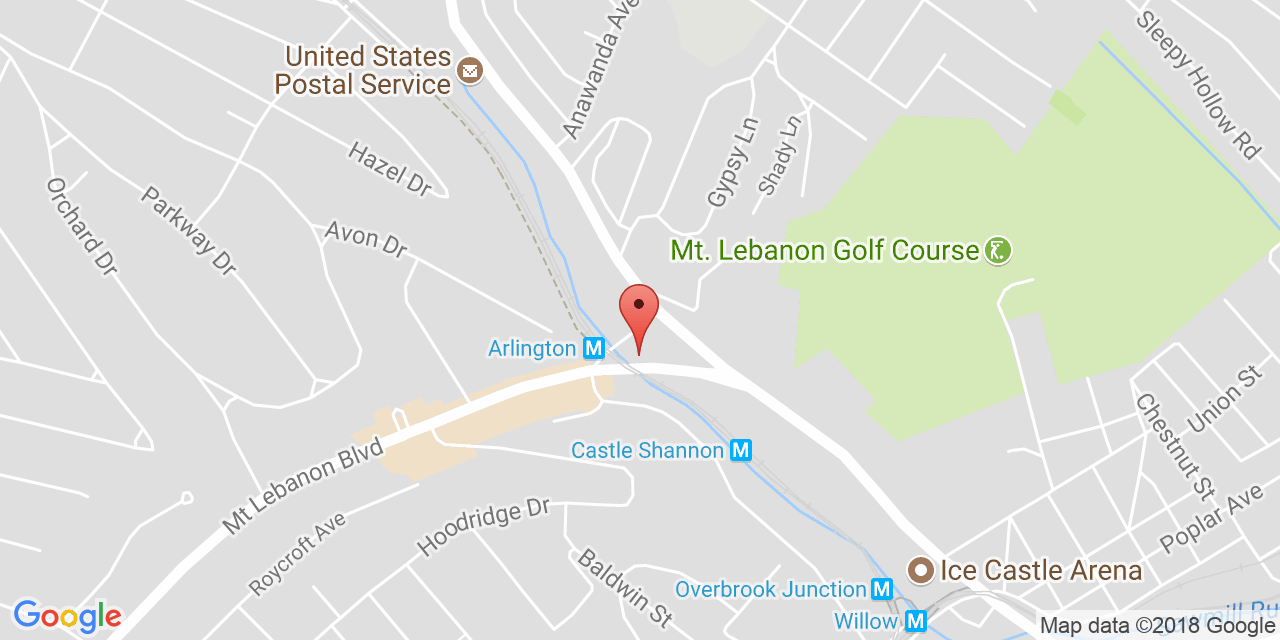 United States
Postal Service
Anawanda Ave
Sleepy Hollow Rd
Hazel Dr
Gypsy Ln
Shady Ln
Orchard Dr
Parkway Dr
Avon Dr
Mt. Lebanon Golf Course
Arlington M
Castle Shannon M
Mt Lebanon Blvd
Union St
Chestnut St
Poplar Ave
Roycroft Ave
Hoodridge Dr
Baldwin St
Ice Castle Arena
Overbrook Junction M
Willow M
Google
Map data ©2018 Google